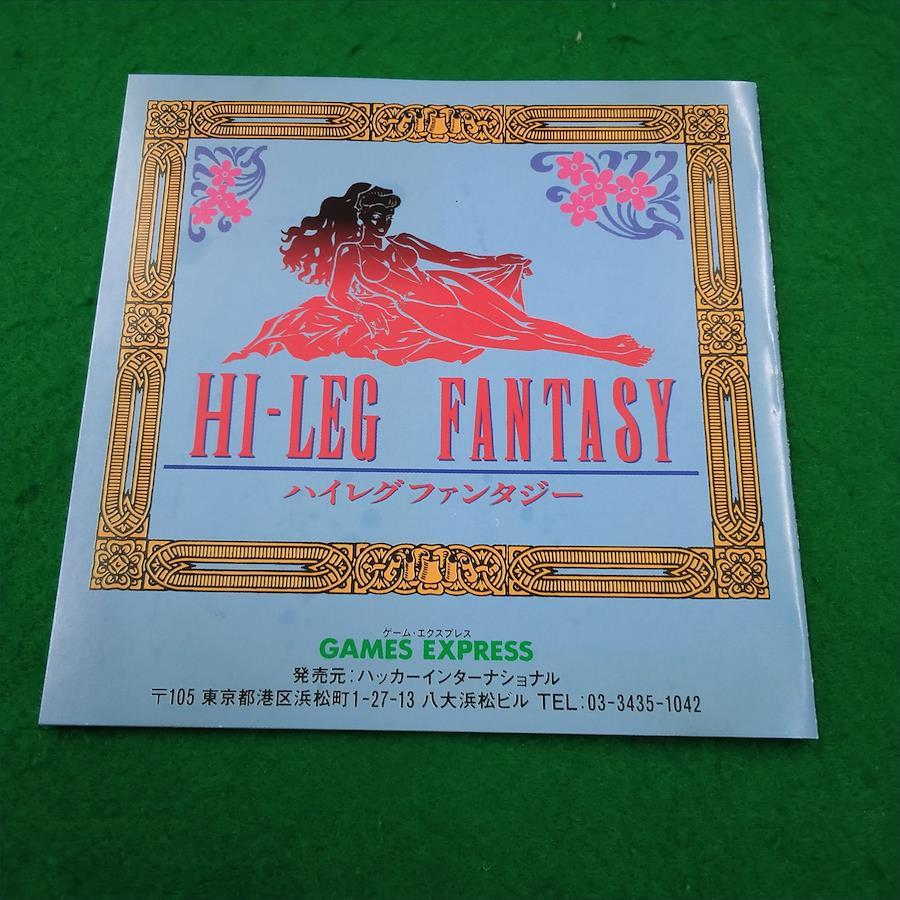 HI-LEG FANTASY
ハイレグファンタジー
ゲーム・エクスプレス
GAMES EXPRESS
発売元:ハッカーインターナショナル
〒105 東京都港区浜松町1-27-13 八大浜松ビル TEL:03-3435-1042